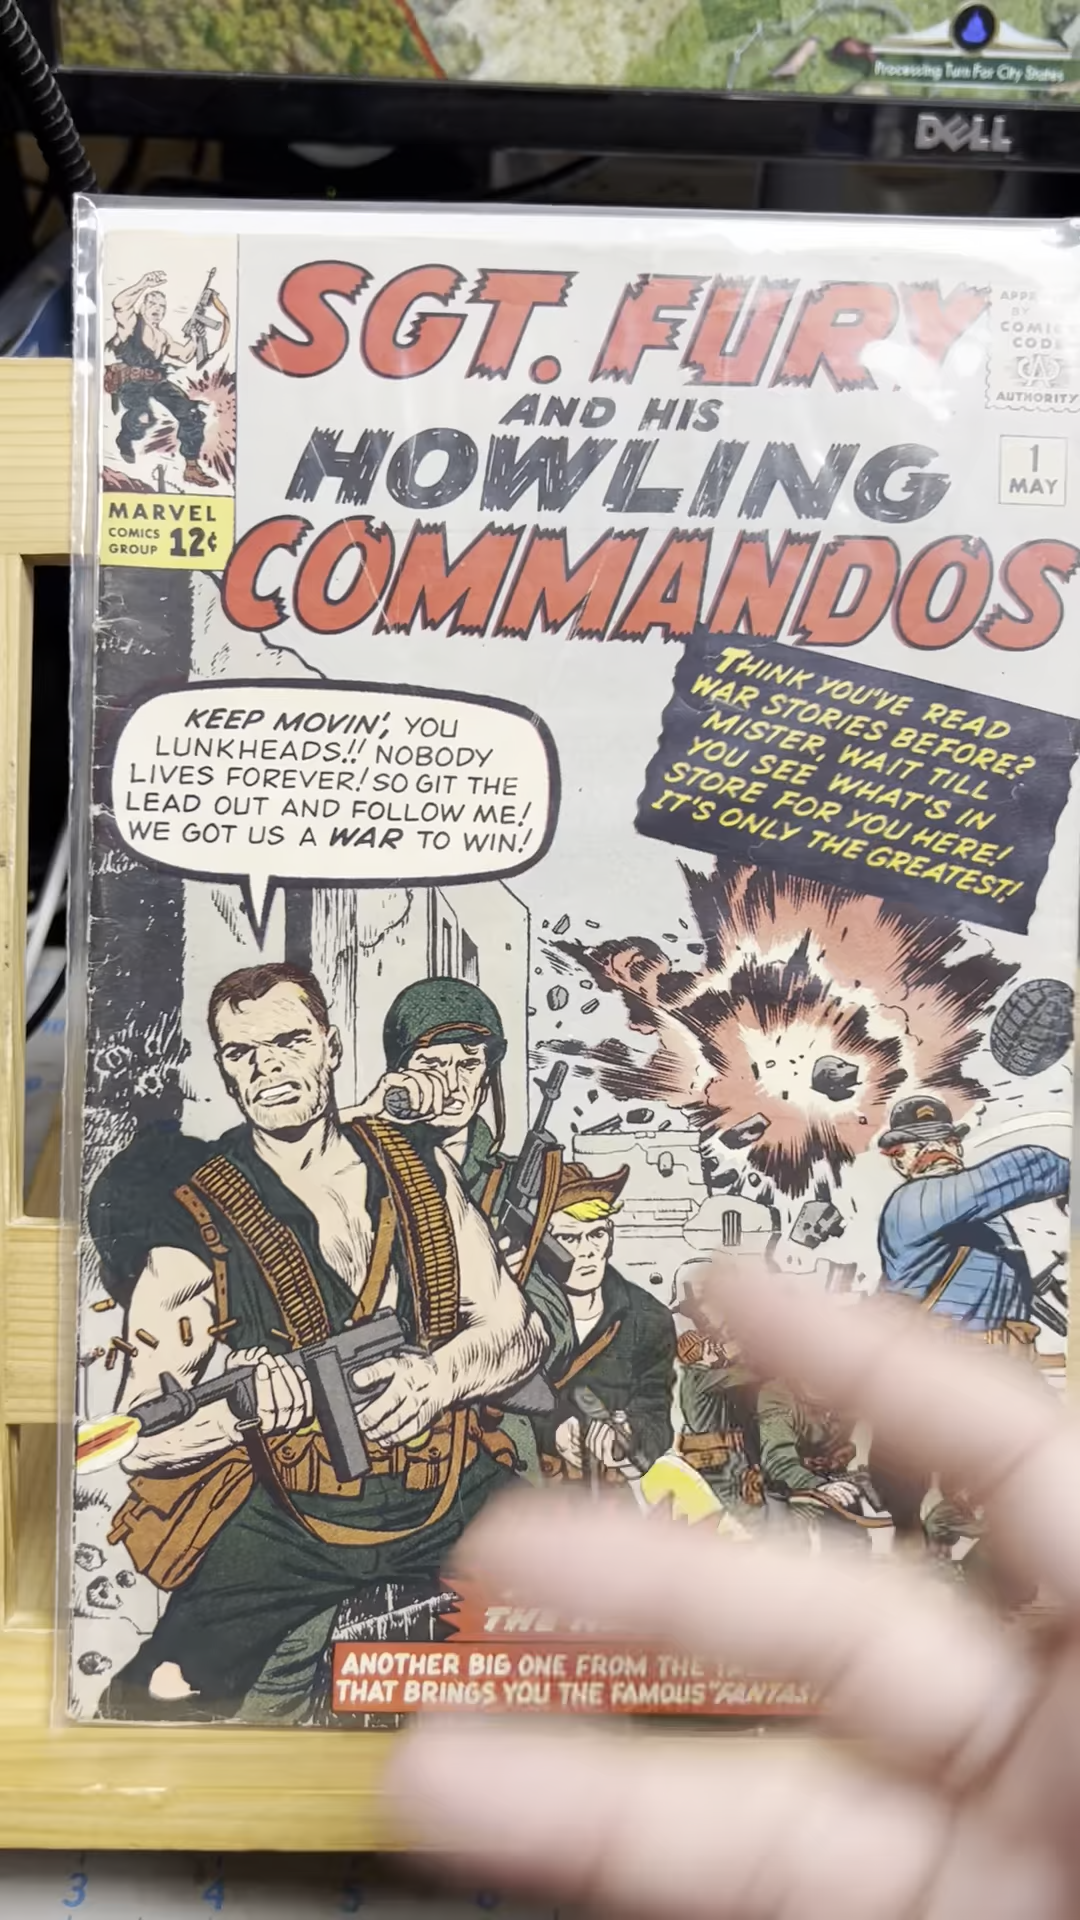 Processing Turn For City States
DELL
SGT. FURY
AND HIS
HOWLING
COMMANDOS
BY
COMICS
CODE
CA
AUTHORITY
1
MAY
MARVEL
COMICS
GROUP 12¢
KEEP MOVIN', YOU
LUNKHEADS!! NOBODY
LIVES FOREVER! SO GIT THE
LEAD OUT AND FOLLOW ME!
WE GOT US A WAR TO WIN!
THINK YOU'VE READ
WAR STORIES BEFORE?
MISTER, WAIT TILL
YOU SEE WHAT'S IN
STORE FOR YOU HERE!
IT'S ONLY THE GREATEST!
THE
ANOTHER BIG ONE FROM THE
THAT BRINGS YOU THE FAMOUS "FANTAS
3 4 5 6